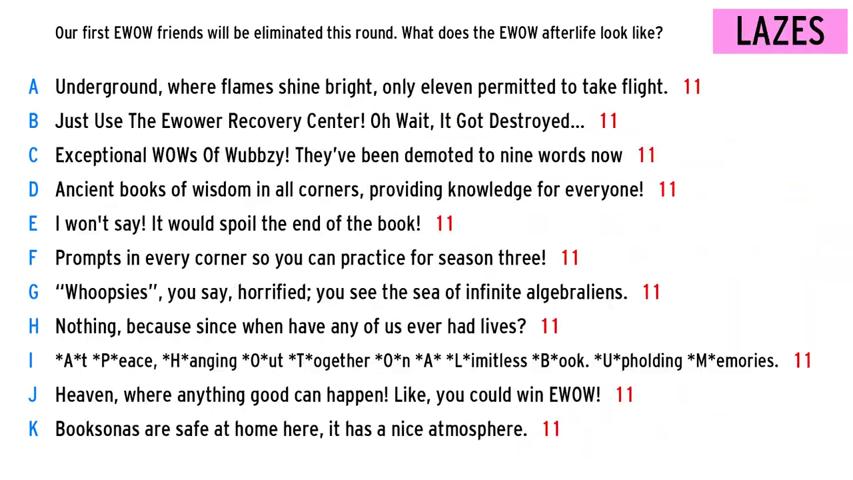 Our first EWOW friends will be eliminated this round. What does the EWOW afterlife look like?
LAZES
A Underground, where flames shine bright, only eleven permitted to take flight. 11
B Just Use The Ewower Recovery Center! Oh Wait, It Got Destroyed... 11
C Exceptional WOWs Of Wubbzy! They've been demoted to nine words now 11
D Ancient books of wisdom in all corners, providing knowledge for everyone! 11
E I won't say! It would spoil the end of the book! 11
F Prompts in every corner so you can practice for season three! 11
G “Whoopsies”, you say, horrified; you see the sea of infinite algebraliens. 11
H Nothing, because since when have any of us ever had lives? 11
I *A*t *P*eace, *H*anging *O*ut *T*ogether *O*n *A* *L*imitless *B*ook. *U*pholding *M*emories. 11
J Heaven, where anything good can happen! Like, you could win EWOW! 11
K Booksonas are safe at home here, it has a nice atmosphere. 11